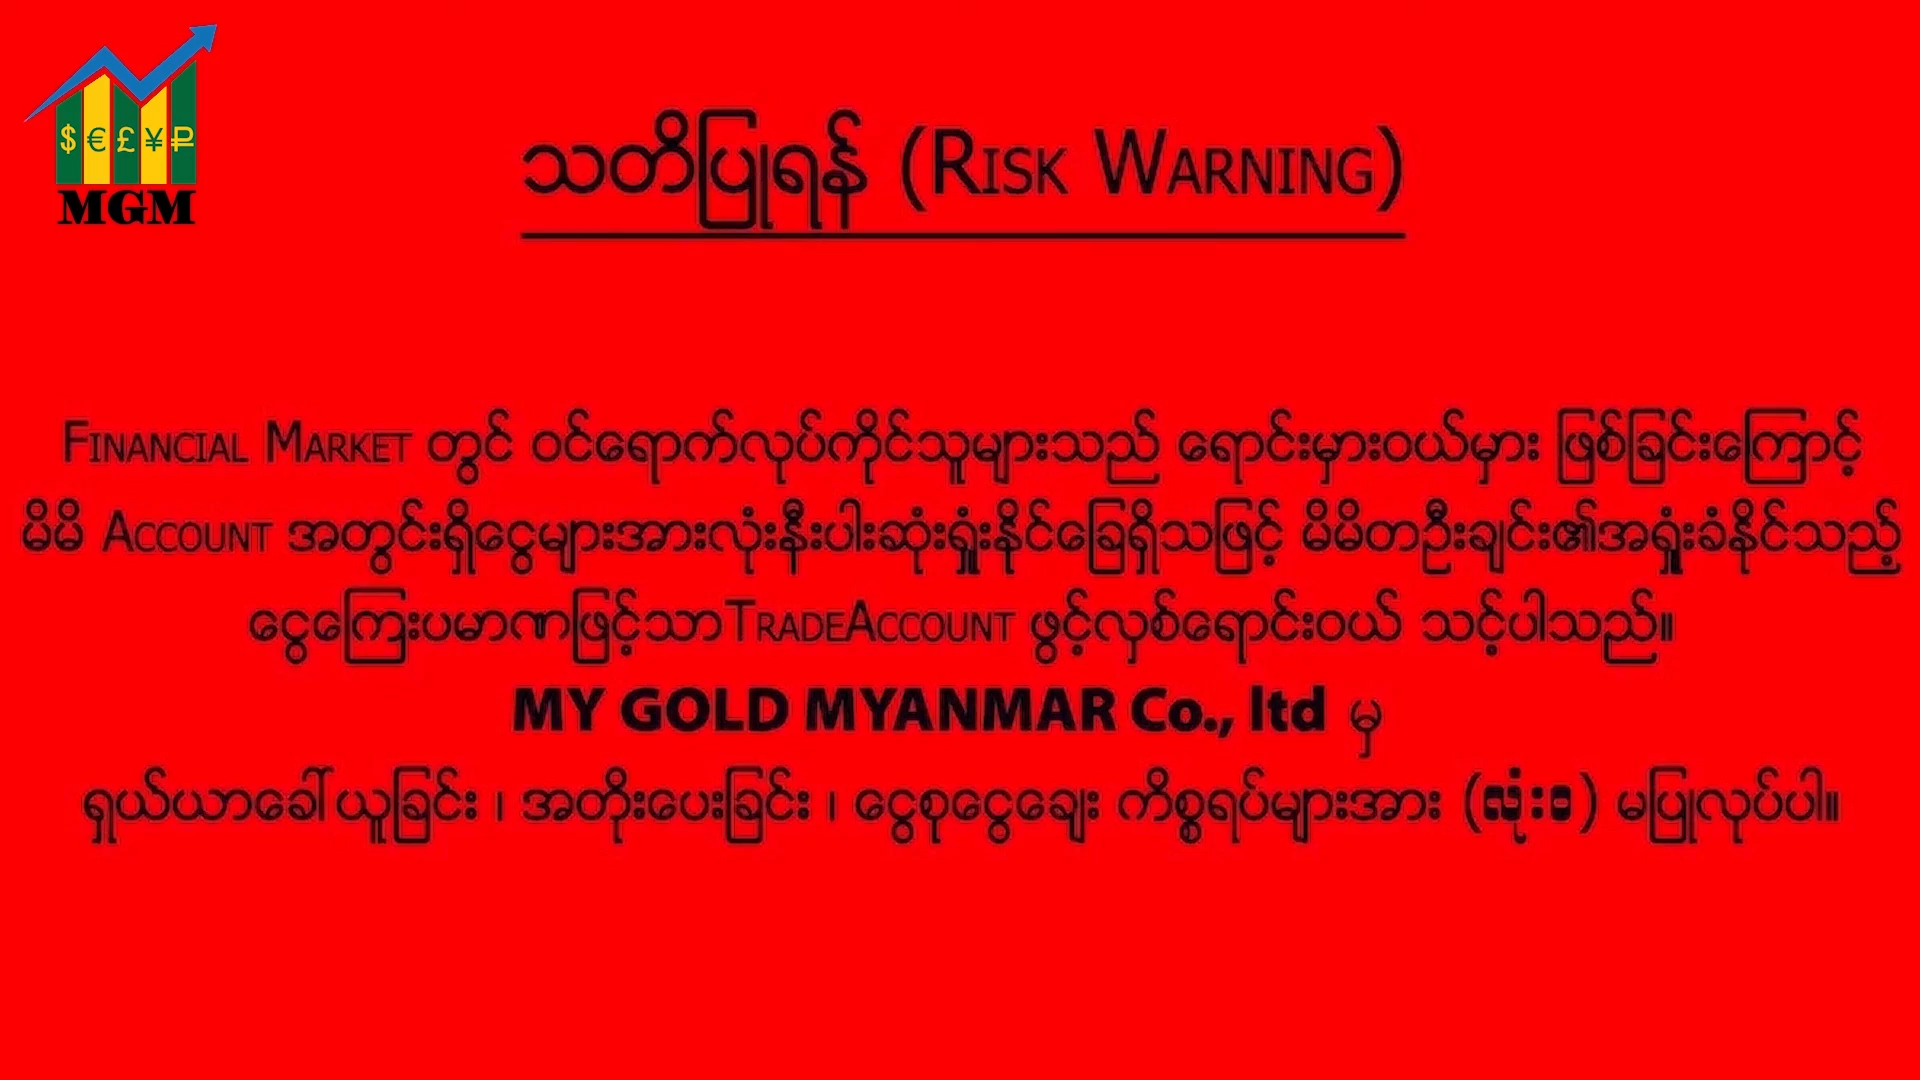 $ € £ ¥ ₽
MGM
သတိပြုရန် (Risk Warning)
Financial Market တွင် ဝင်ရောက်လုပ်ကိုင်သူများသည် ရောင်းမှားဝယ်မှား ဖြစ်ခြင်းကြောင့်
မိမိ Account အတွင်းရှိငွေများအားလုံးနီးပါးဆုံးရှုံးနိုင်ခြေရှိသဖြင့် မိမိတဦးချင်း၏အရှုံးခံနိုင်သည့်
ငွေကြေးပမာဏဖြင့်သာTradeAccount ဖွင့်လှစ်ရောင်းဝယ် သင့်ပါသည်။
MY GOLD MYANMAR Co., ltd မှ
ရှယ်ယာခေါ်ယူခြင်း ၊ အတိုးပေးခြင်း ၊ ငွေစုငွေချေး ကိစ္စရပ်များအား (လုံးဝ) မပြုလုပ်ပါ။